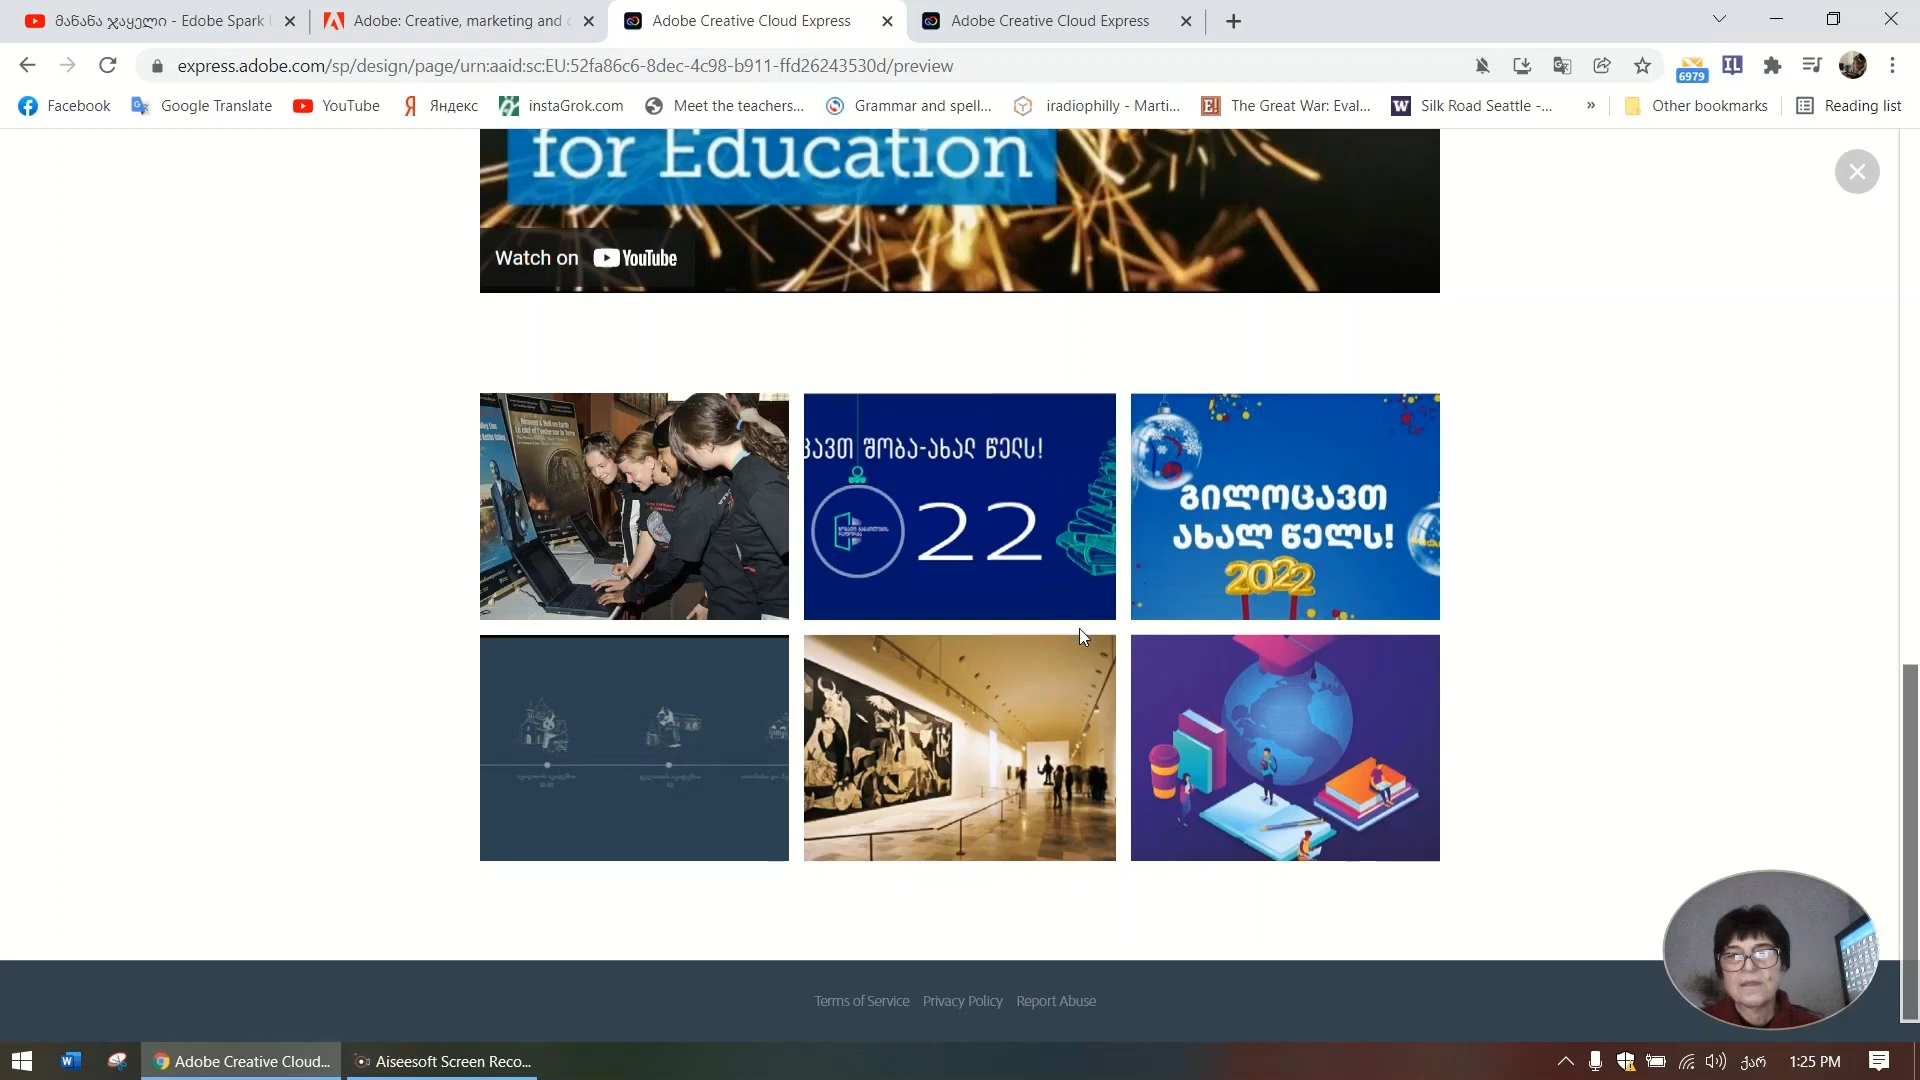 მანანა ჯაყელი - Edobe Spark
Adobe: Creative, marketing and
Adobe Creative Cloud Express
Adobe Creative Cloud Express
express.adobe.com/sp/design/page/urn:aaid:sc:EU:52fa86c6-8dec-4c98-b911-ffd26243530d/preview
6979
IL
Facebook
Google Translate
YouTube
Яндекс
instaGrok.com
Meet the teachers...
Grammar and spell...
iradiophilly - Marti...
The Great War: Eval...
Silk Road Seattle -...
»
Other bookmarks
Reading list
for Education
Watch on YouTube
ᲨᲝᲑᲐ-ᲐᲮᲐᲚ ᲬᲔᲚᲡ!
22
ᲒᲘᲚᲝᲪᲐᲕᲗ
ᲐᲮᲐᲚ ᲬᲔᲚᲡ!
2022
Terms of Service
Privacy Policy
Report Abuse
Adobe Creative Cloud...
Aiseesoft Screen Reco...
ქარ
1:25 PM